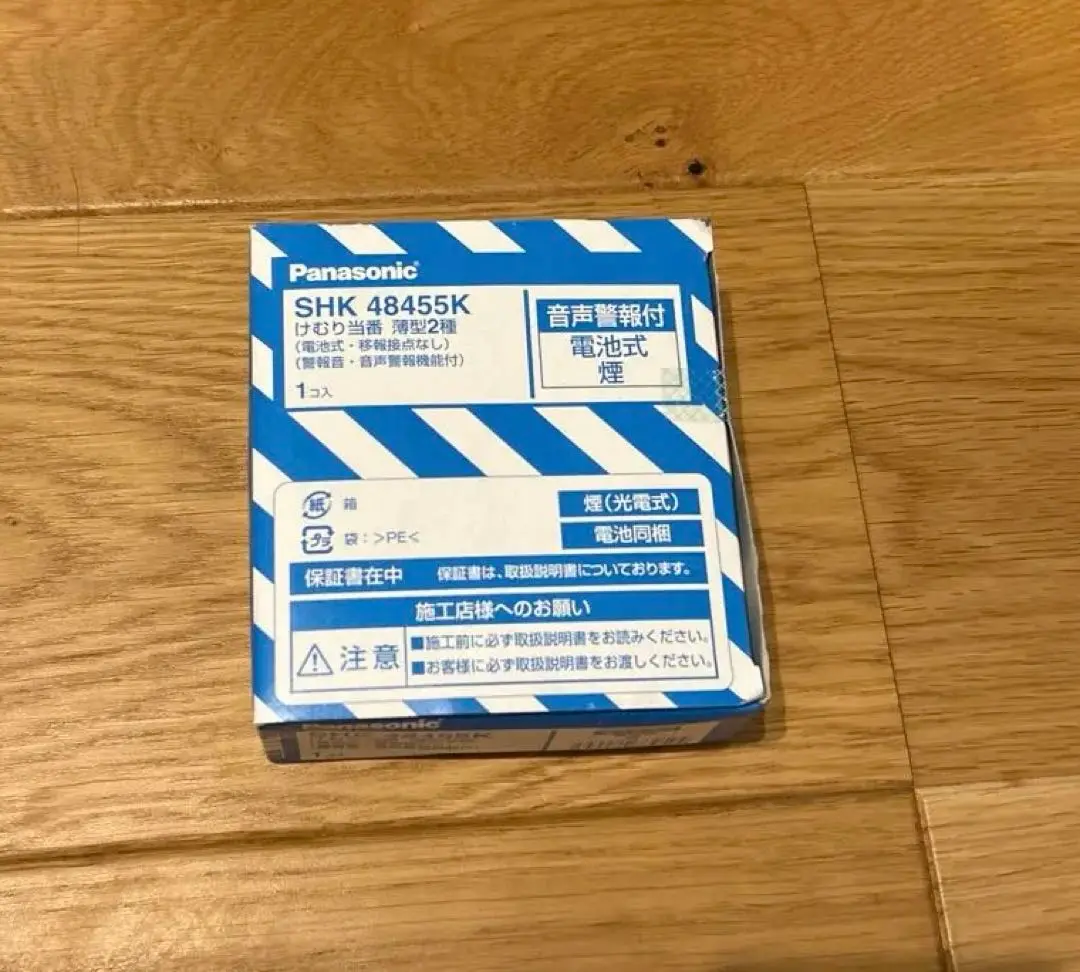 Panasonic
SHK 48455K
けむり当番 薄型2種
(電池式・移報接点なし)
(警報音・音声警報機能付)
1コ入
音声警報付
電池式
煙
紙 箱
プラ 袋:>PE<
煙(光電式)
電池同梱
保証書在中 保証書は、取扱説明書についております。
施工店様へのお願い
注意
■施工前に必ず取扱説明書をお読みください。
■お客様に必ず取扱説明書をお渡しください。
Panasonic
SHK 48455K